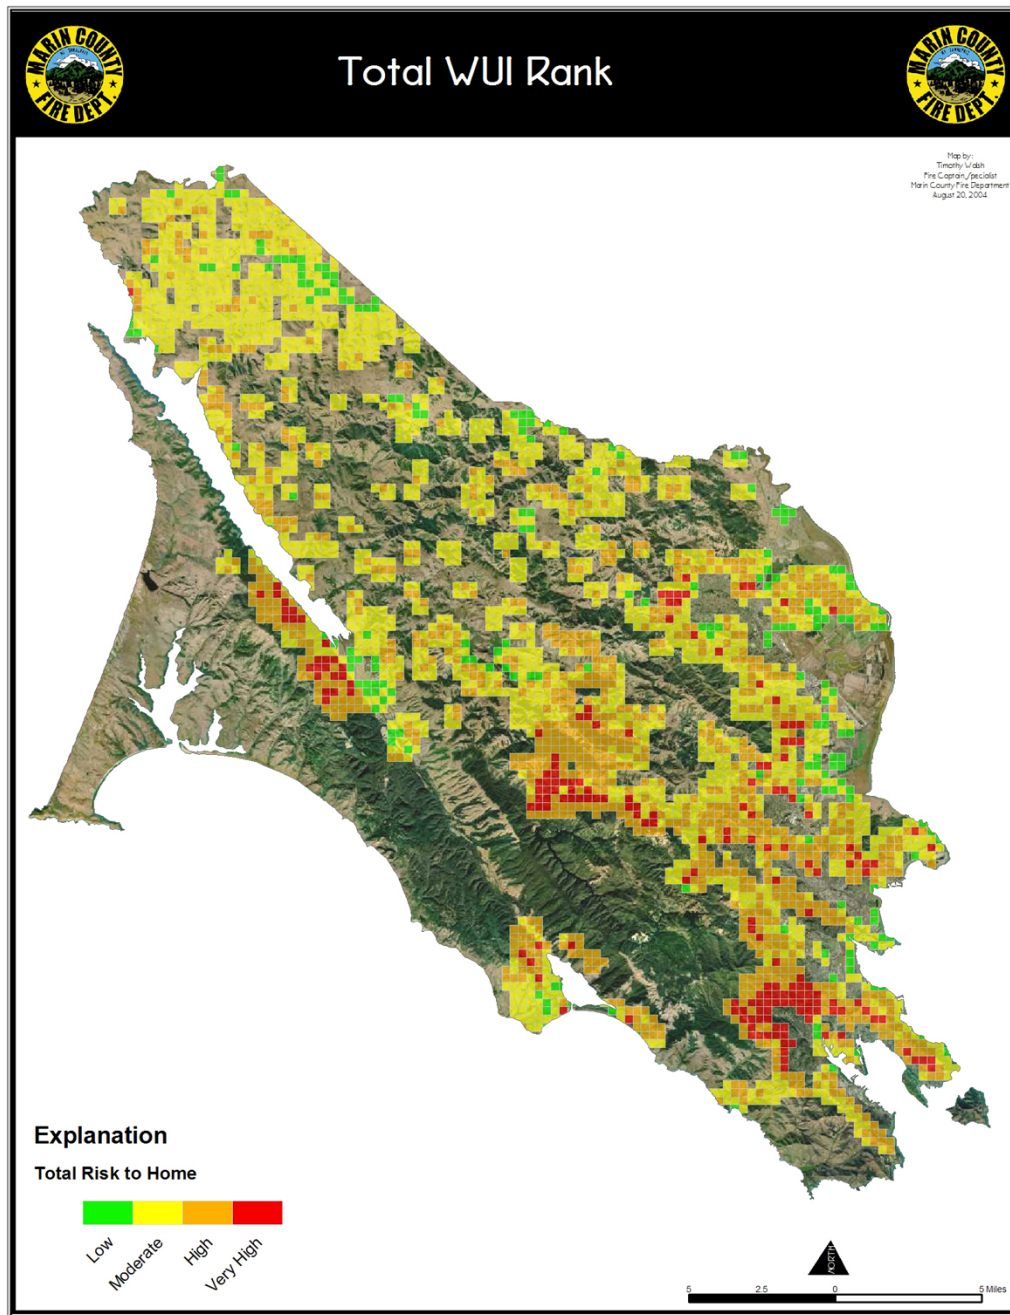 MARIN COUNTY
FIRE DEPT.
Total WUI Rank
MARIN COUNTY
FIRE DEPT.
Map by:
Timothy Walsh
Fire Captain/Specialist
Marin County Fire Department
August 20, 2004
Explanation
Total Risk to Home
Low
Moderate
High
Very High
NORTH
5 2.5 0 5 Miles